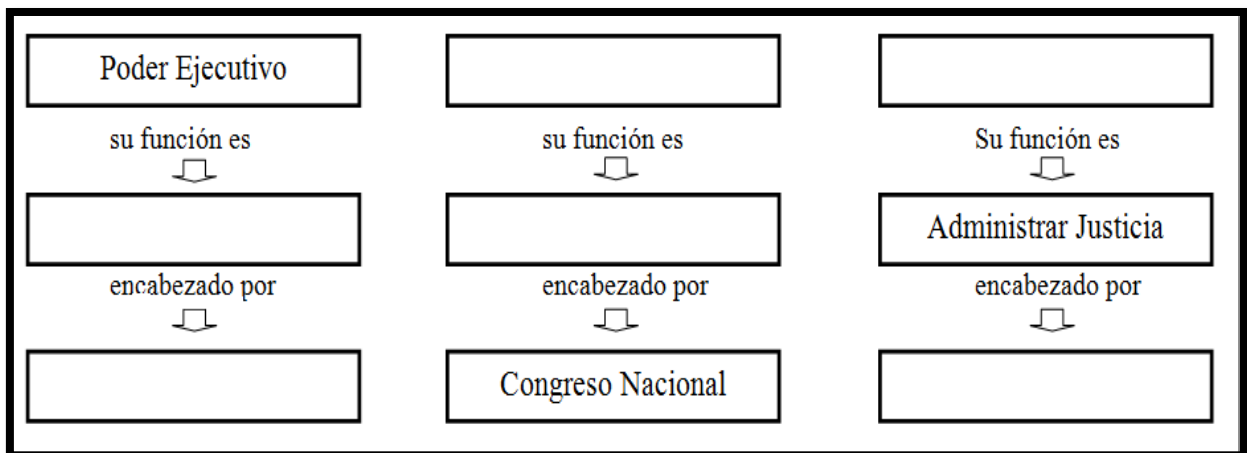 Poder Ejecutivo
su función es
su función es
Su función es
Administrar Justicia
encabezado por
encabezado por
encabezado por
Congreso Nacional